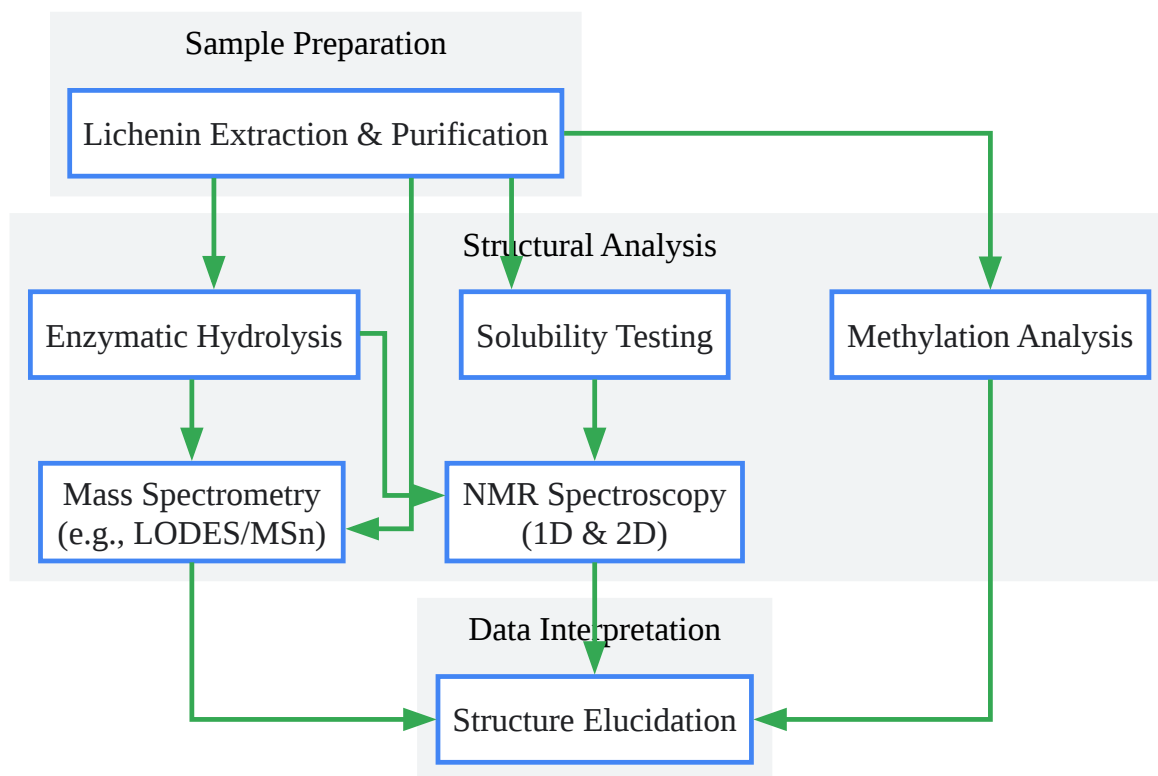 Sample Preparation
Lichenin Extraction & Purification
Structural Analysis
Enzymatic Hydrolysis
Solubility Testing
Methylation Analysis
Mass Spectrometry
(e.g., LODES/MSn)
NMR Spectroscopy
(1D & 2D)
Data Interpretation
Structure Elucidation